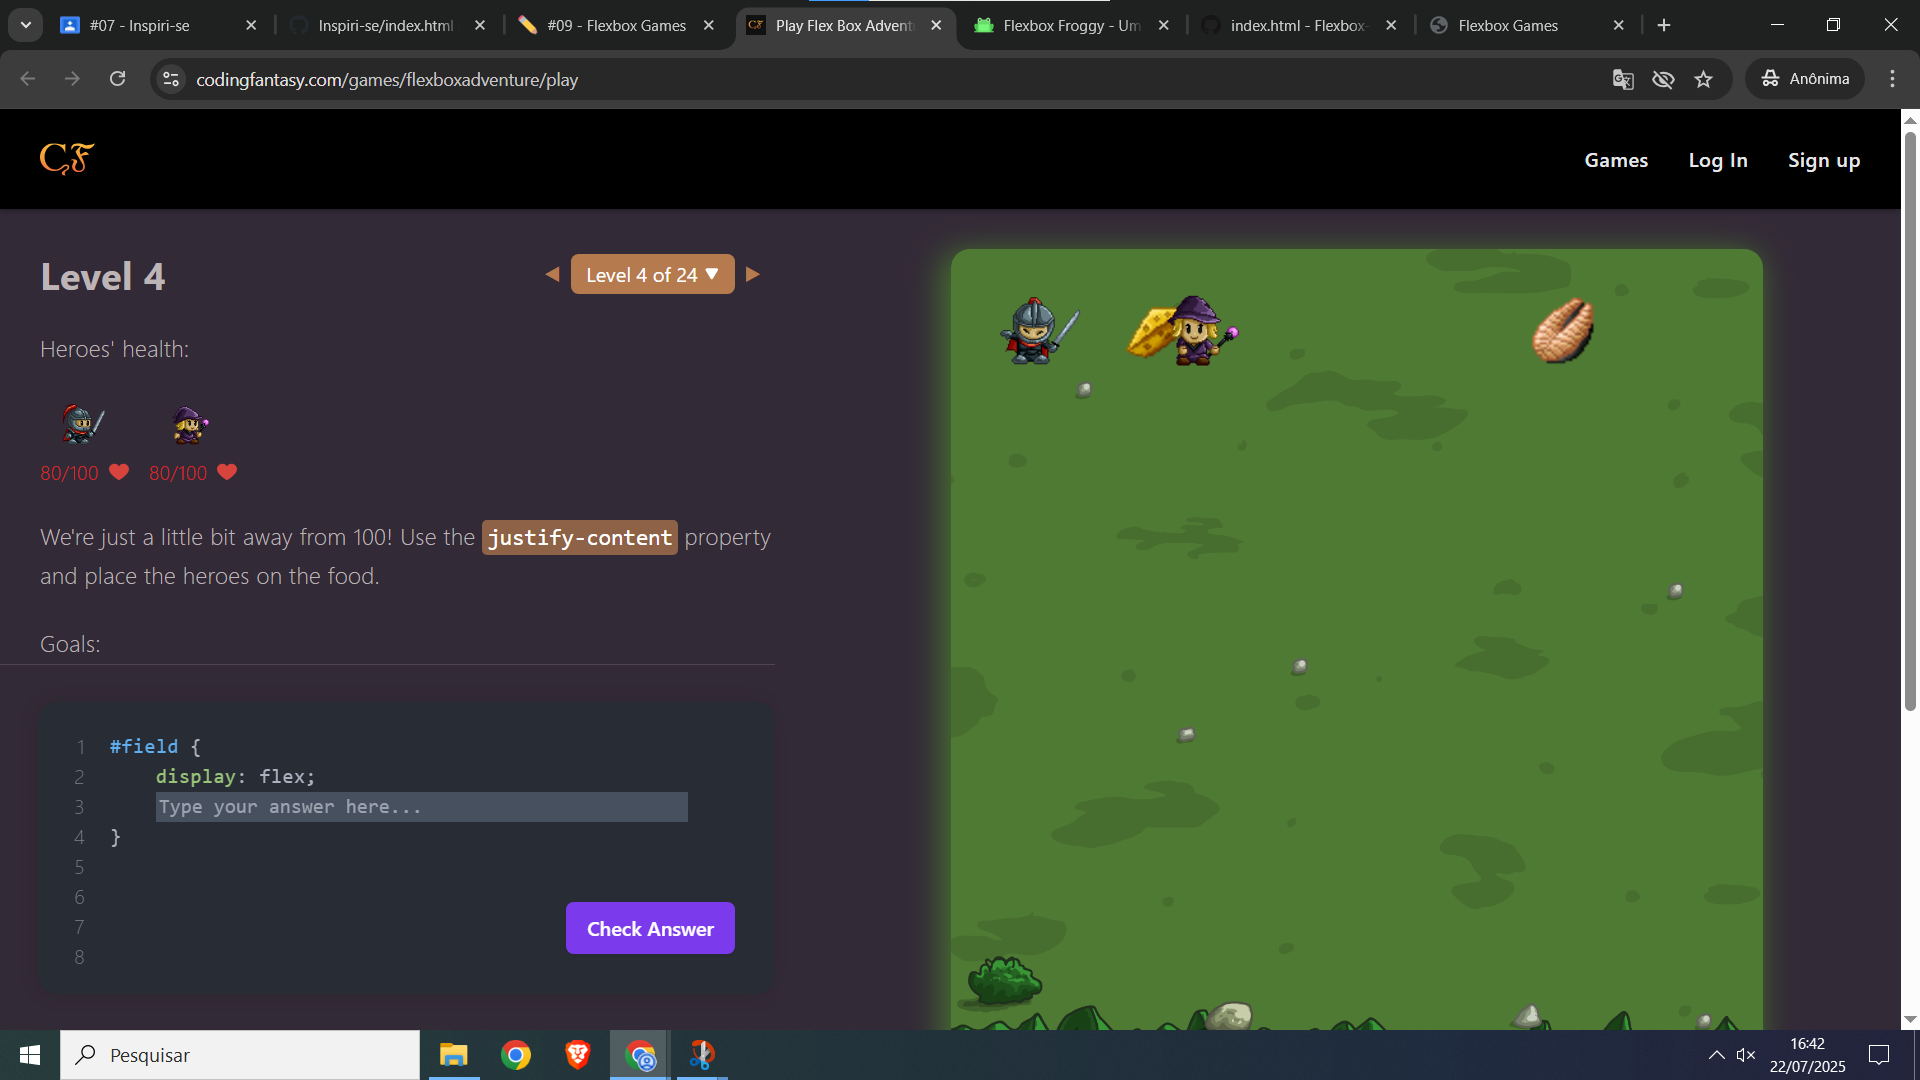 #07 - Inspiri-se
Inspiri-se/index.html
#09 - Flexbox Games
Play Flex Box Advent
Flexbox Froggy - Um
index.html - Flexbox-
Flexbox Games
codingfantasy.com/games/flexboxadventure/play
Anônima
CF
Games
Log In
Sign up
Level 4
Level 4 of 24 ▼
Heroes' health:
80/100
80/100
We're just a little bit away from 100! Use the justify-content property
and place the heroes on the food.
Goals:
1 #field {
2 display: flex;
3 Type your answer here...
4 }
5
6
7
8
Check Answer
Pesquisar
16:42
22/07/2025